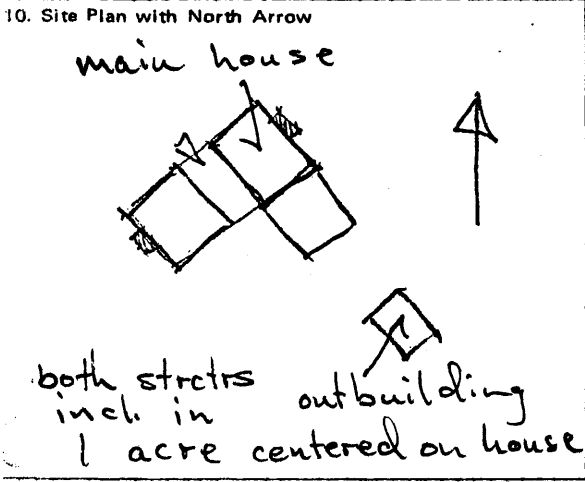 10. Site Plan with North Arrow
main house
both strctrs
incl. in
outbuilding
1 acre centered on house